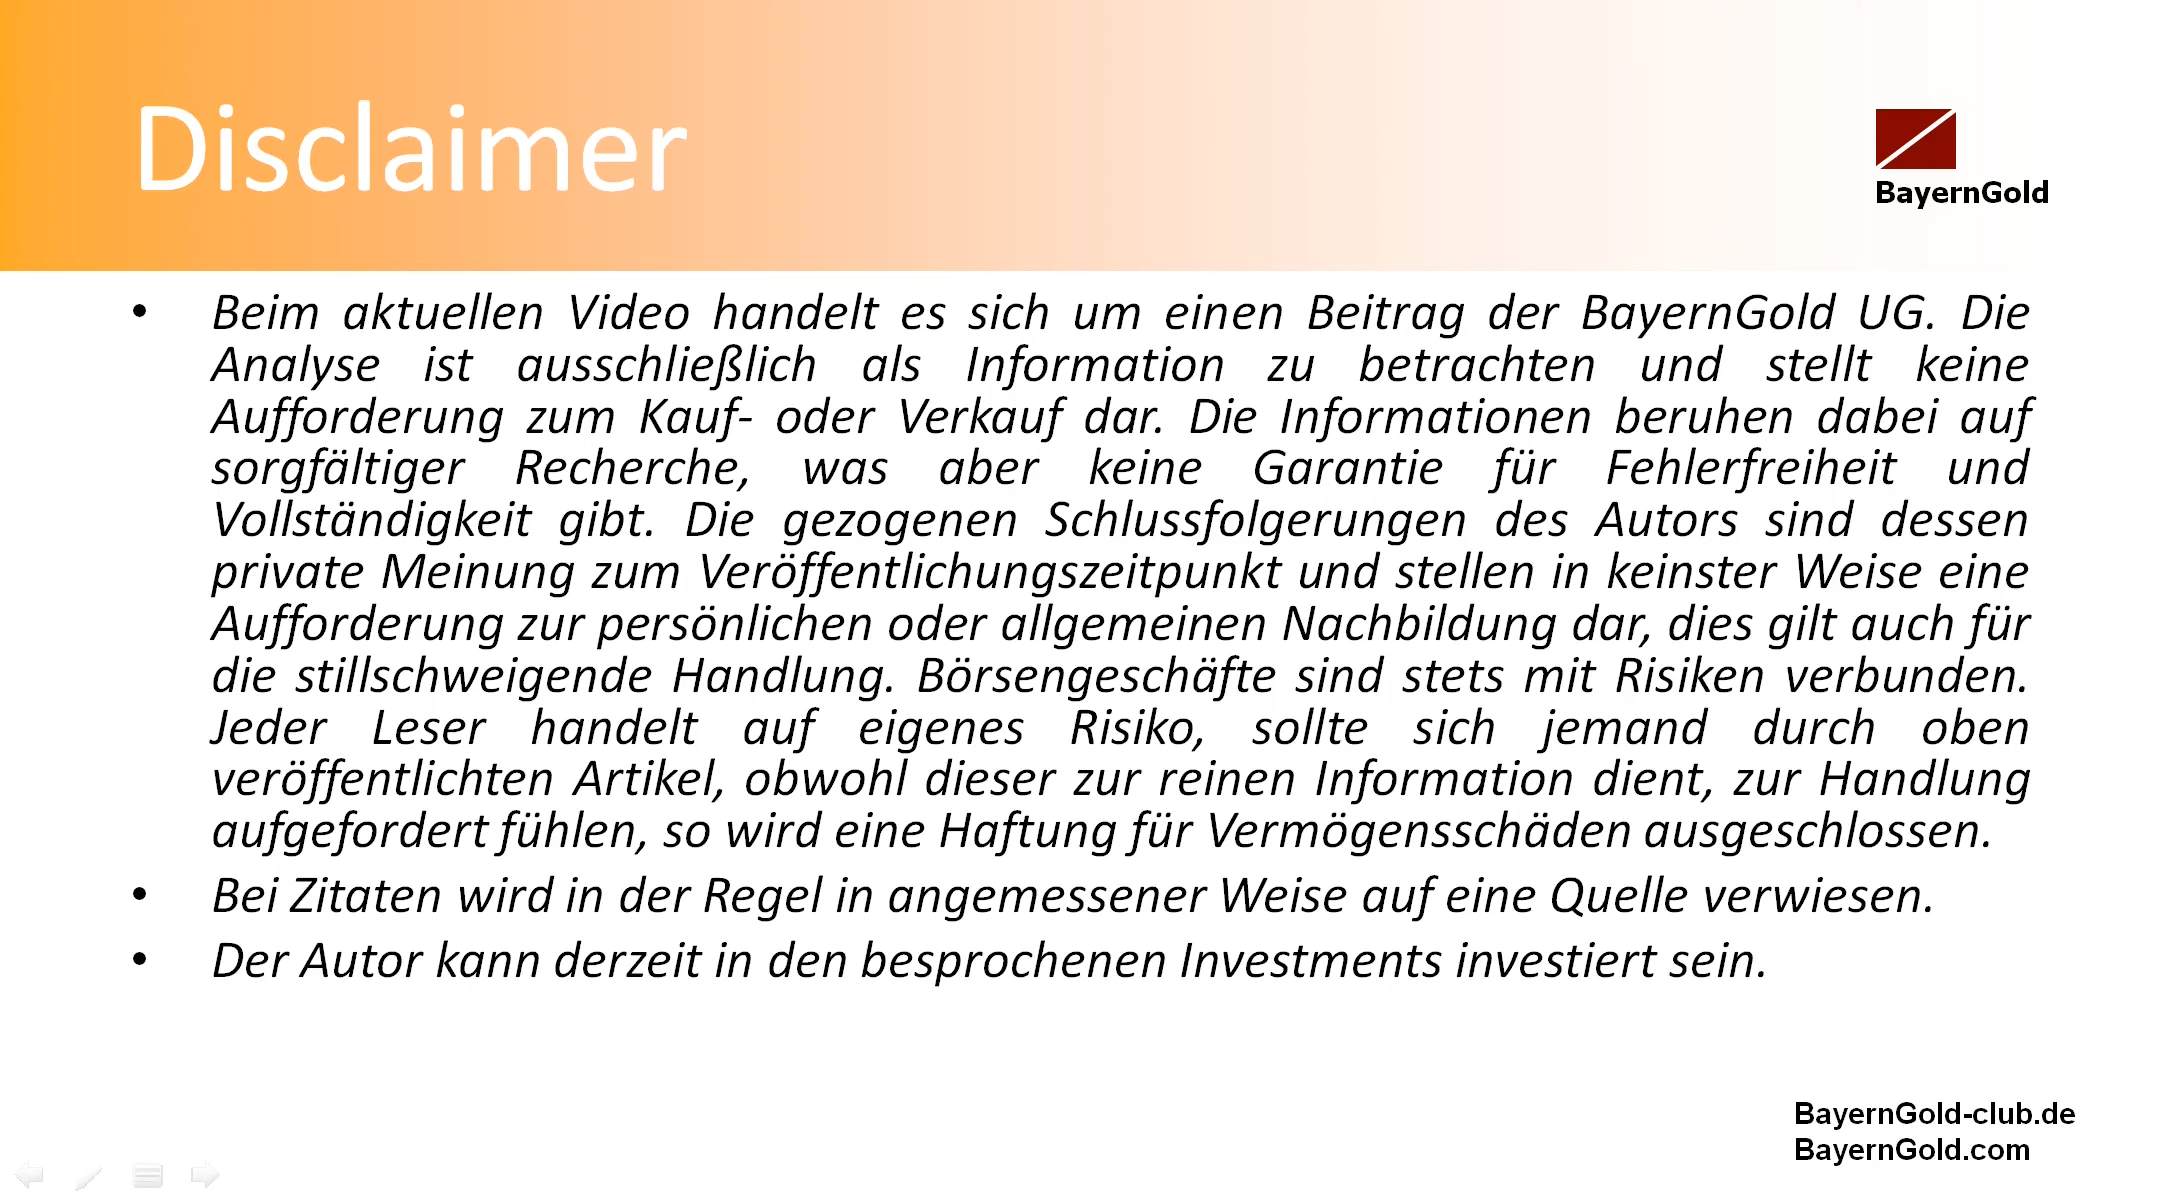 Disclaimer
BayernGold
• Beim aktuellen Video handelt es sich um einen Beitrag der BayernGold UG. Die
Analyse ist ausschließlich als Information zu betrachten und stellt keine
Aufforderung zum Kauf- oder Verkauf dar. Die Informationen beruhen dabei auf
sorgfältiger Recherche, was aber keine Garantie für Fehlerfreiheit und
Vollständigkeit gibt. Die gezogenen Schlussfolgerungen des Autors sind dessen
private Meinung zum Veröffentlichungszeitpunkt und stellen in keinster Weise eine
Aufforderung zur persönlichen oder allgemeinen Nachbildung dar, dies gilt auch für
die stillschweigende Handlung. Börsengeschäfte sind stets mit Risiken verbunden.
Jeder Leser handelt auf eigenes Risiko, sollte sich jemand durch oben
veröffentlichten Artikel, obwohl dieser zur reinen Information dient, zur Handlung
aufgefordert fühlen, so wird eine Haftung für Vermögensschäden ausgeschlossen.
• Bei Zitaten wird in der Regel in angemessener Weise auf eine Quelle verwiesen.
• Der Autor kann derzeit in den besprochenen Investments investiert sein.
BayernGold-club.de
BayernGold.com